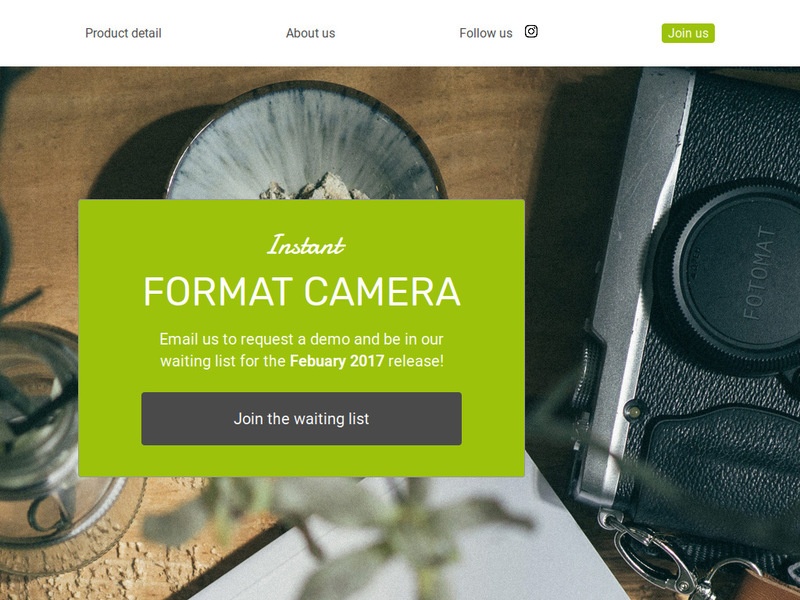 Product detail
About us
Follow us
Join us
Instant
FORMAT CAMERA
Email us to request a demo and be in our
waiting list for the Febuary 2017 release!
Join the waiting list
FOTOMAT